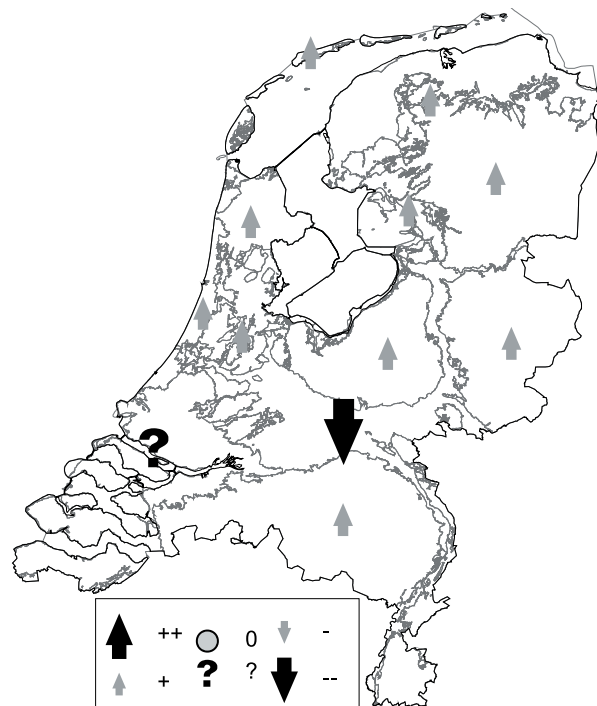 ?
++ 0 -
? + ? --